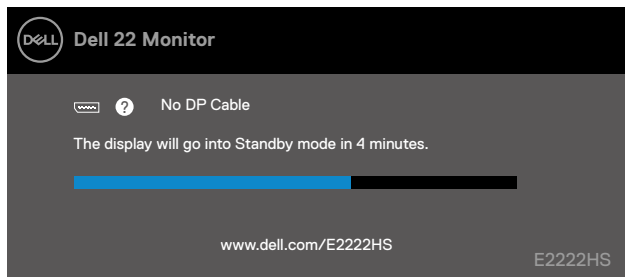 DELL
Dell 22 Monitor
? No DP Cable
The display will go into Standby mode in 4 minutes.
www.dell.com/E2222HS
E2222HS